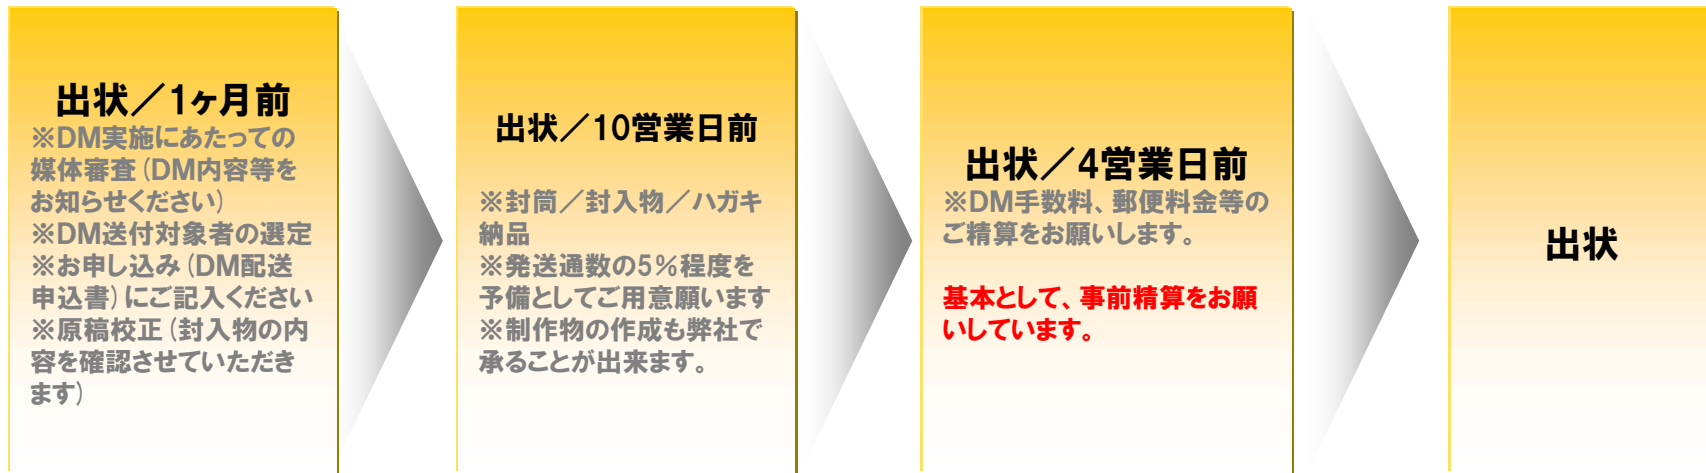 出状／1ヶ月前
※DM実施にあたっての
媒体審査（DM内容等を
お知らせください）
※DM送付対象者の選定
※お申し込み（DM配送
申込書）にご記入ください
※原稿校正（封入物の内
容を確認させていただき
ます）
出状／10営業日前
※封筒／封入物／ハガキ
納品
※発送通数の5％程度を
予備としてご用意願います
※制作物の作成も弊社で
承ることが出来ます。
出状／4営業日前
※DM手数料、郵便料金等の
ご精算をお願いします。
基本として、事前精算をお願
いしています。
出状